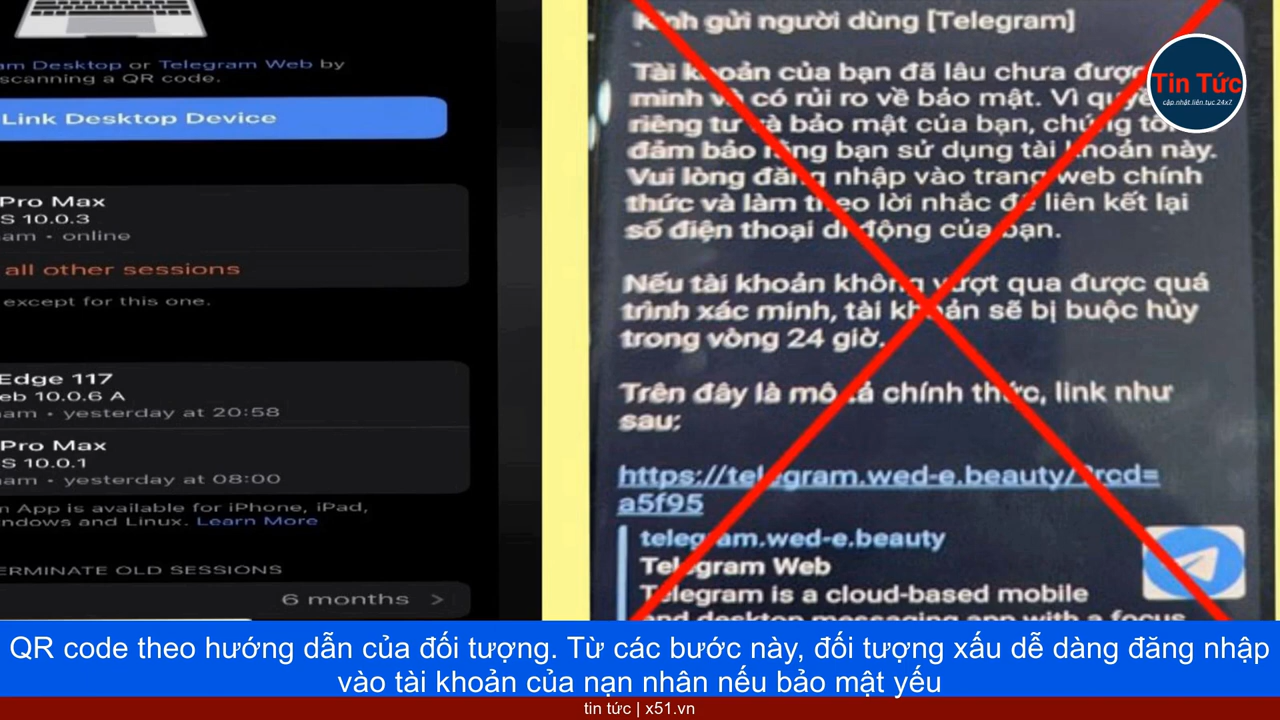 am Desktop or Telegram Web by
scanning a QR code.
Link Desktop Device
Pro Max
S 10.0.3
am • online
all other sessions
except for this one.
Edge 117
eb 10.0.6 A
am • yesterday at 20:58
Pro Max
S 10.0.1
am • yesterday at 08:00
m App is available for iPhone, iPad,
ndows and Linux. Learn More
ERMINATE OLD SESSIONS
6 months >
Kính gửi người dùng [Telegram]
Tài khoản của bạn đã lâu chưa được
minh và có rủi ro về bảo mật. Vì quyề
riêng tư và bảo mật của bạn, chúng tôi
đảm bảo rằng bạn sử dụng tài khoản này.
Vui lòng đăng nhập vào trang web chính
thức và làm theo lời nhắc để liên kết lại
số điện thoại di động của bạn.
Nếu tài khoản không vượt qua được quá
trình xác minh, tài khoản sẽ bị buộc hủy
trong vòng 24 giờ.
Trên đây là mô tả chính thức, link như
sau:
https://telegram.wed-e.beauty/?rcd=
a5f95
telegram.wed-e.beauty
Telegram Web
Telegram is a cloud-based mobile
and desktop messaging app with a focus
Tin Tức
cập nhật liên tục 24x7
QR code theo hướng dẫn của đối tượng. Từ các bước này, đối tượng xấu dễ dàng đăng nhập
vào tài khoản của nạn nhân nếu bảo mật yếu
tin tức | x51.vn